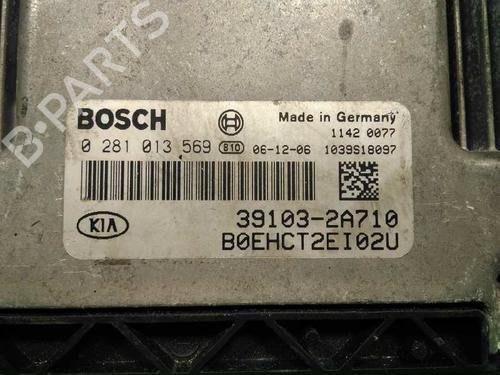 B-PARTS
BOSCH
Made in Germany
1142 0077
0 281 013 569 B10 06-12-06 1039S18097
KIA
39103-2A710
B0EHCT2EI02U